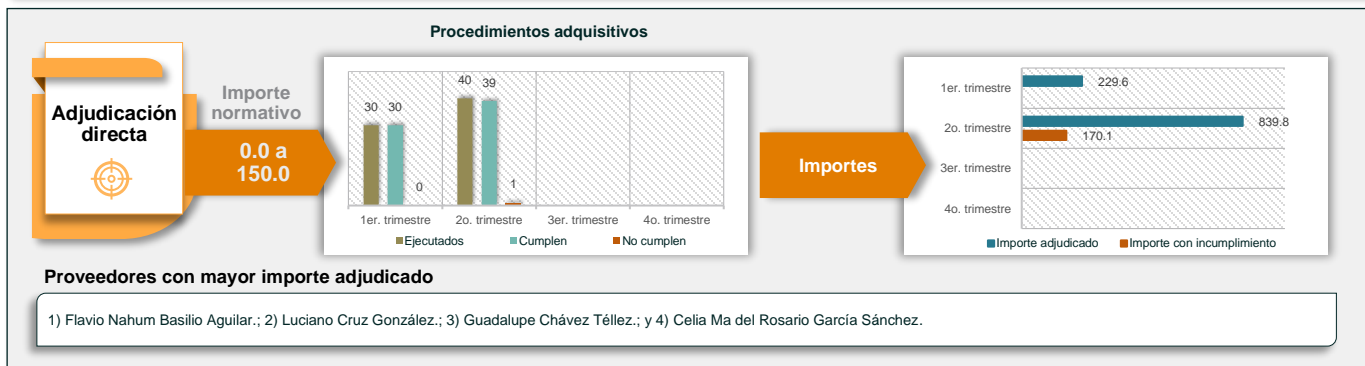 Procedimientos adquisitivos
Adjudicación
directa
Importe
normativo
0.0 a
150.0
30
30
0
40
39
1
1er. trimestre
2o. trimestre
3er. trimestre
4o. trimestre
Ejecutados
Cumplen
No cumplen
Importes
1er. trimestre
229.6
2o. trimestre
839.8
170.1
3er. trimestre
4o. trimestre
Importe adjudicado
Importe con incumplimiento
Proveedores con mayor importe adjudicado
1) Flavio Nahum Basilio Aguilar.; 2) Luciano Cruz González.; 3) Guadalupe Chávez Téllez.; y 4) Celia Ma del Rosario García Sánchez.